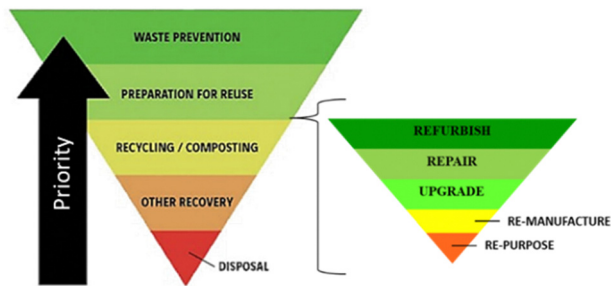 WASTE PREVENTION
PREPARATION FOR REUSE
RECYCLING / COMPOSTING
OTHER RECOVERY
DISPOSAL
Priority
REFURBISH
REPAIR
UPGRADE
RE-MANUFACTURE
RE-PURPOSE